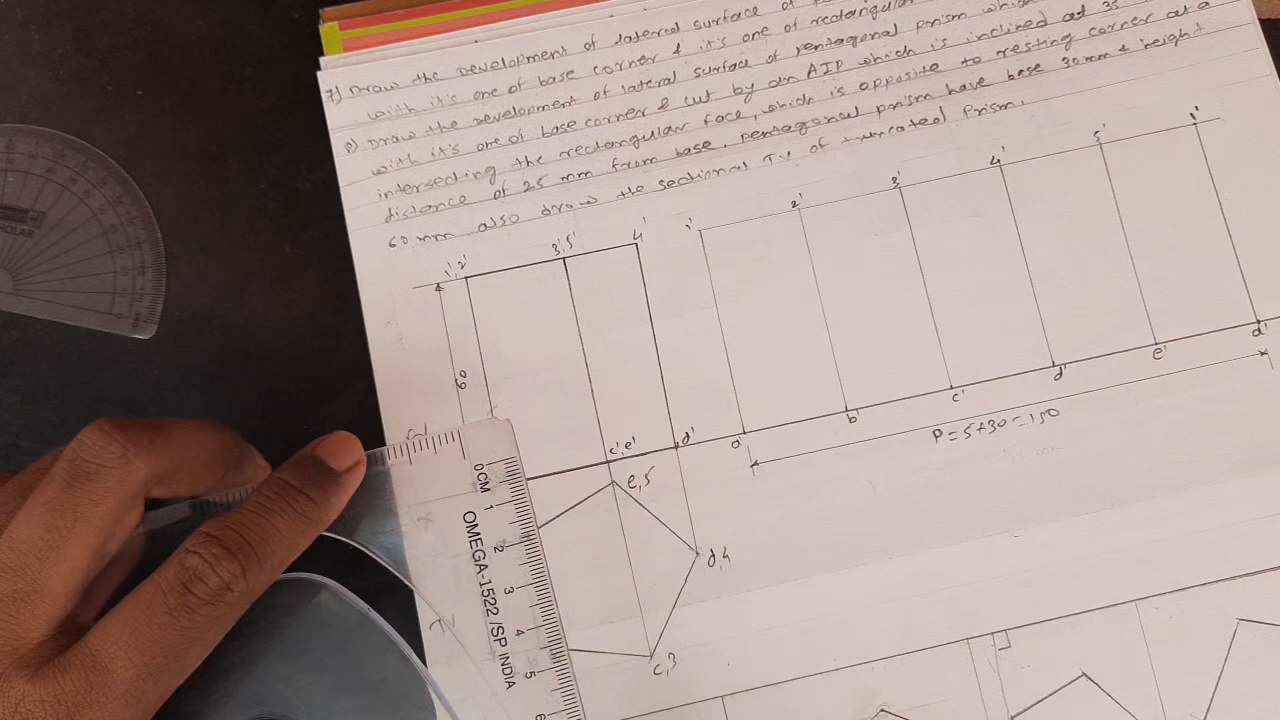 7) Draw the Development of lateral surface of
with it's one of base corner & it's one of rectangular
8) Draw the Development of lateral surface of pentagonal prism which
with it's one of base corner & cut by an AIP which is inclined at 35
intersecting the rectangular face, which is opposite to resting corner at a
distance of 25 mm from base. pentagonal prism have base 30mm & height
60 mm also draw the sectional T.V of truncated Prism.
1',2' 3',5' 4' 1' 2' 3' 4' 5' 1'
60
c',e' d' a' b' c' d' e' d'
P=5+30=150
e,5
d,4
c,3
0CM 1 2 3 4 5 6
OMEGA-1522 /SP INDIA